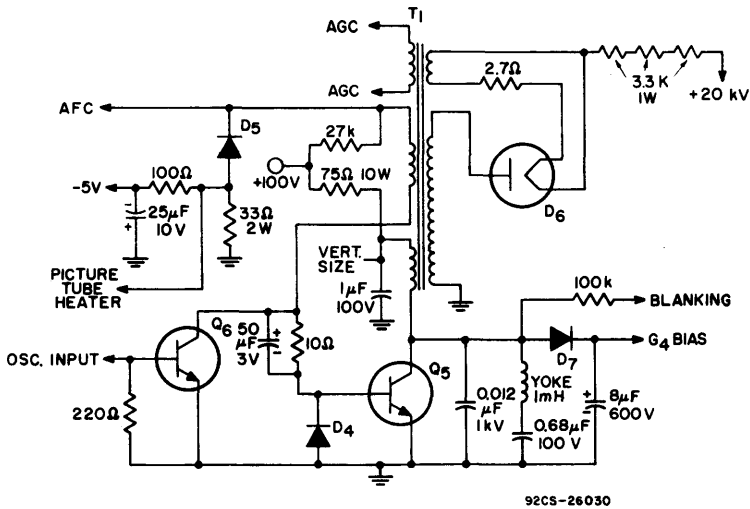 T1
AGC
AGC
2.7Ω
3.3 K
1W
+20 kV
AFC
D5
27k
+100V
75Ω 10W
100Ω
-5V
25μF
10V
33Ω
2W
D6
PICTURE
TUBE
HEATER
VERT.
SIZE
1μF
100V
100k
BLANKING
Q6
50
μF
3V
10Ω
Q5
D7
G4 BIAS
OSC. INPUT
220Ω
D4
0.012
μF
1kV
YOKE
1mH
0.68μF
100 V
8μF
600V
92CS-26030